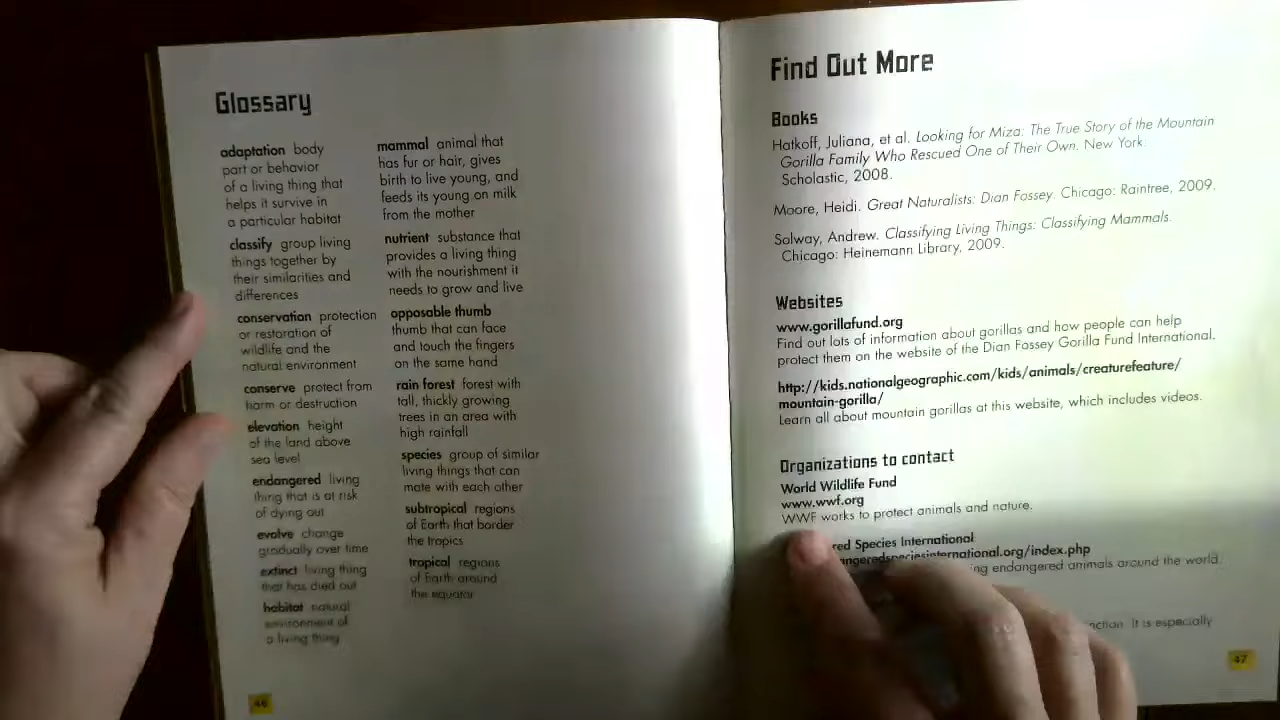 Glossary
adaptation body
part or behavior
of a living thing that
helps it survive in
a particular habitat
classify group living
things together by
their similarities and
differences
conservation protection
or restoration of
wildlife and the
natural environment
conserve protect from
harm or destruction
elevation height
of the land above
sea level
endangered living
thing that is at risk
of dying out
evolve change
gradually over time
extinct living thing
that has died out
habitat natural
environment of
a living thing
mammal animal that
has fur or hair, gives
birth to live young, and
feeds its young on milk
from the mother
nutrient substance that
provides a living thing
with the nourishment it
needs to grow and live
opposable thumb
thumb that can face
and touch the fingers
on the same hand
rain forest forest with
tall, thickly growing
trees in an area with
high rainfall
species group of similar
living things that can
mate with each other
subtropical regions
of Earth that border
the tropics
tropical regions
of Earth around
the equator
46
Find Out More
Books
Hatkoff, Juliana, et al. Looking for Miza: The True Story of the Mountain
Gorilla Family Who Rescued One of Their Own. New York:
Scholastic, 2008.
Moore, Heidi. Great Naturalists: Dian Fossey. Chicago: Raintree, 2009.
Solway, Andrew. Classifying Living Things: Classifying Mammals.
Chicago: Heinemann Library, 2009.
Websites
www.gorillafund.org
Find out lots of information about gorillas and how people can help
protect them on the website of the Dian Fossey Gorilla Fund International.
http://kids.nationalgeographic.com/kids/animals/creaturefeature/
mountain-gorilla/
Learn all about mountain gorillas at this website, which includes videos.
Organizations to contact
World Wildlife Fund
www.wwf.org
WWF works to protect animals and nature.
red Species International
angeredspeciesinternational.org/index.php
ing endangered animals around the world.
nction. It is especially
47